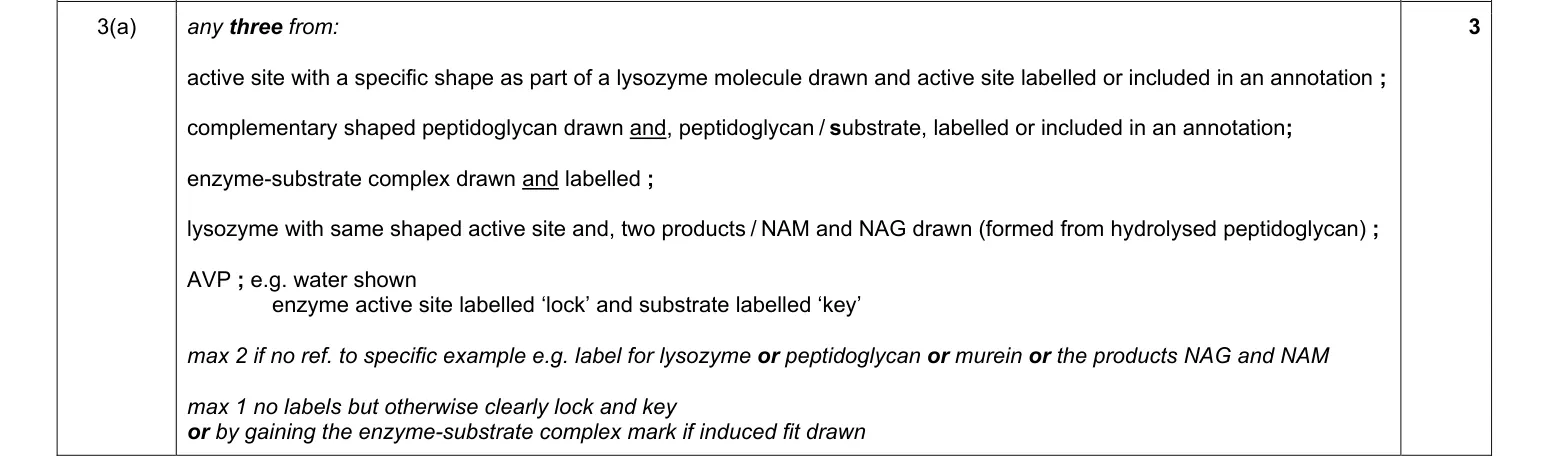 3(a)
any three from:
3
active site with a specific shape as part of a lysozyme molecule drawn and active site labelled or included in an annotation ;
complementary shaped peptidoglycan drawn and, peptidoglycan / substrate, labelled or included in an annotation;
enzyme-substrate complex drawn and labelled ;
lysozyme with same shaped active site and, two products / NAM and NAG drawn (formed from hydrolysed peptidoglycan) ;
AVP ; e.g. water shown
enzyme active site labelled ‘lock’ and substrate labelled ‘key’
max 2 if no ref. to specific example e.g. label for lysozyme or peptidoglycan or murein or the products NAG and NAM
max 1 no labels but otherwise clearly lock and key
or by gaining the enzyme-substrate complex mark if induced fit drawn